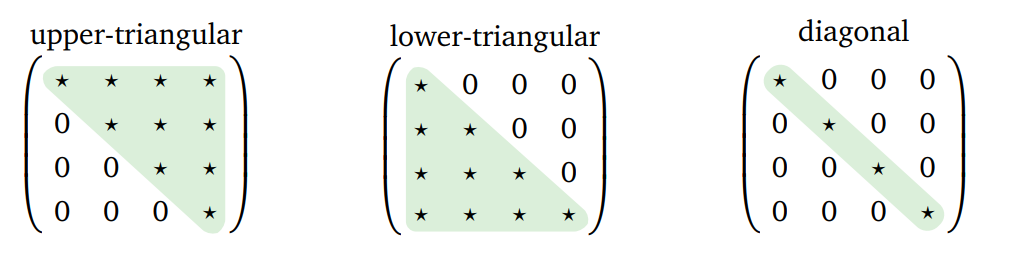 upper-triangular
⋆ ⋆ ⋆ ⋆
0 ⋆ ⋆ ⋆
0 0 ⋆ ⋆
0 0 0 ⋆
lower-triangular
⋆ 0 0 0
⋆ ⋆ 0 0
⋆ ⋆ ⋆ 0
⋆ ⋆ ⋆ ⋆
diagonal
⋆ 0 0 0
0 ⋆ 0 0
0 0 ⋆ 0
0 0 0 ⋆